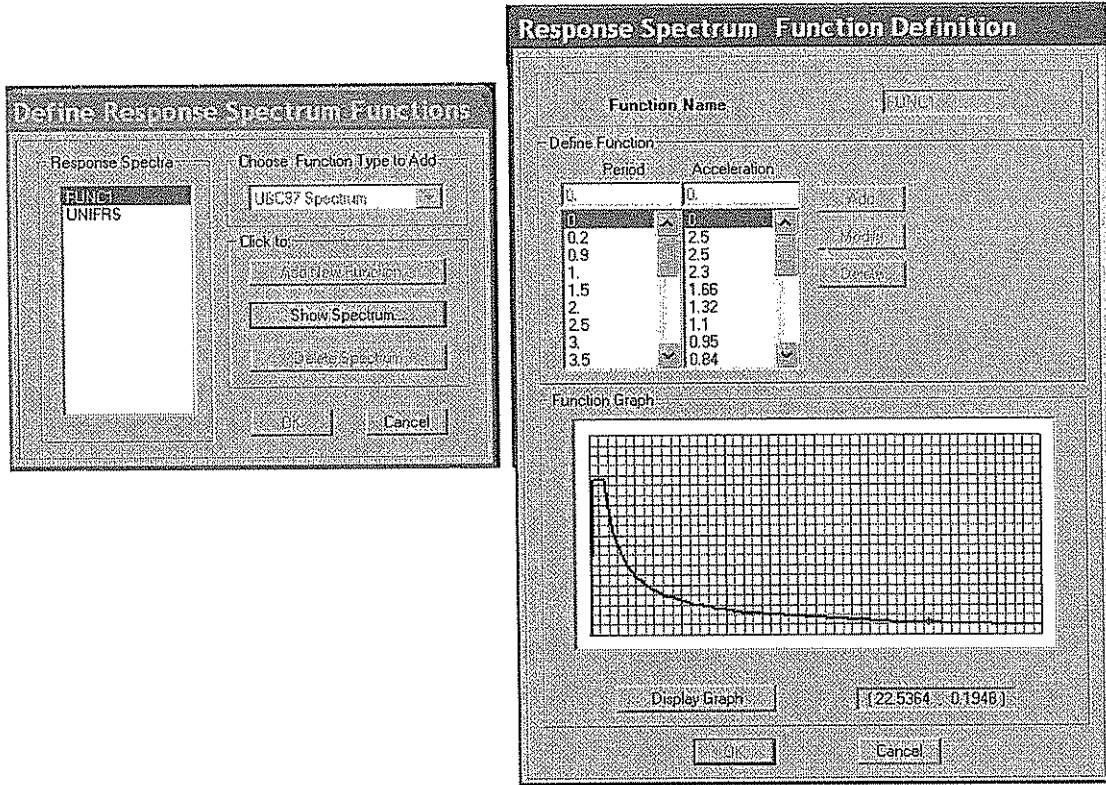 Define Response Spectrum Functions
Response Spectra
FUNC1
UNIFRS
Choose Function Type to Add
UBC97 Spectrum
Click to:
Add New Function...
Show Spectrum...
Delete Spectrum
OK
Cancel
Response Spectrum Function Definition
Function Name
FUNC1
Define Function
Period Acceleration
0. 0.
Add
0. 0.
0.2 2.5
Modify
0.9 2.5
1. 2.3
Delete
1.5 1.66
2. 1.32
2.5 1.1
3. 0.95
3.5 0.84
Function Graph
Display Graph
( 22.5364 , 0.1948 )
OK
Cancel